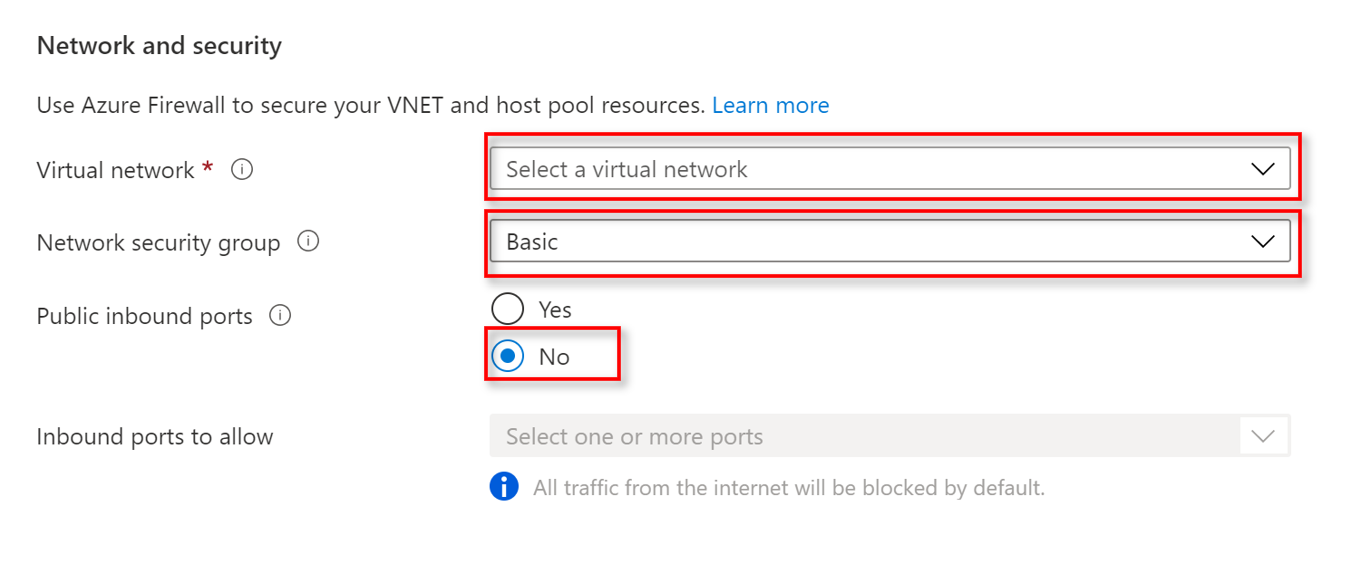 Network and security
Use Azure Firewall to secure your VNET and host pool resources. Learn more
Virtual network *
Select a virtual network
Network security group
Basic
Public inbound ports
Yes
No
Inbound ports to allow
Select one or more ports
All traffic from the internet will be blocked by default.